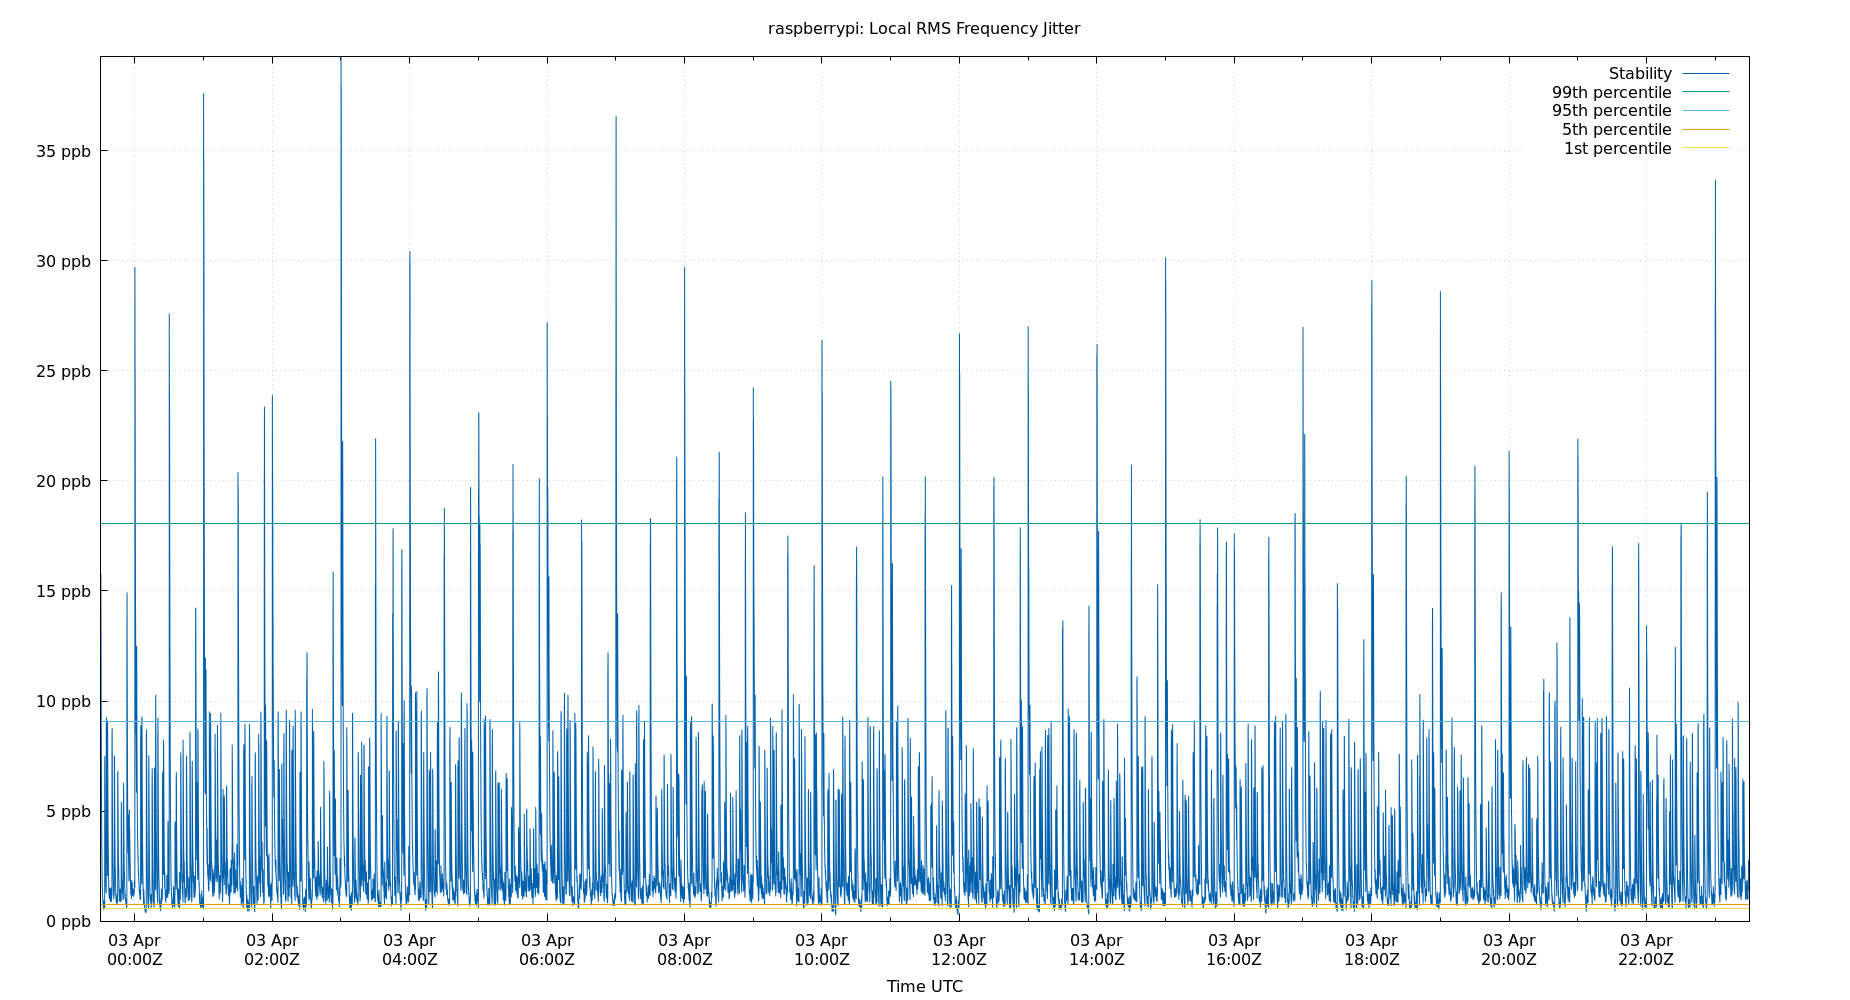 raspberrypi: Local RMS Frequency Jitter
Stability
99th percentile
95th percentile
5th percentile
1st percentile
35 ppb
30 ppb
25 ppb
20 ppb
15 ppb
10 ppb
5 ppb
0 ppb
03 Apr 03 Apr 03 Apr 03 Apr 03 Apr 03 Apr 03 Apr 03 Apr 03 Apr 03 Apr 03 Apr 03 Apr
00:00Z 02:00Z 04:00Z 06:00Z 08:00Z 10:00Z 12:00Z 14:00Z 16:00Z 18:00Z 20:00Z 22:00Z
Time UTC